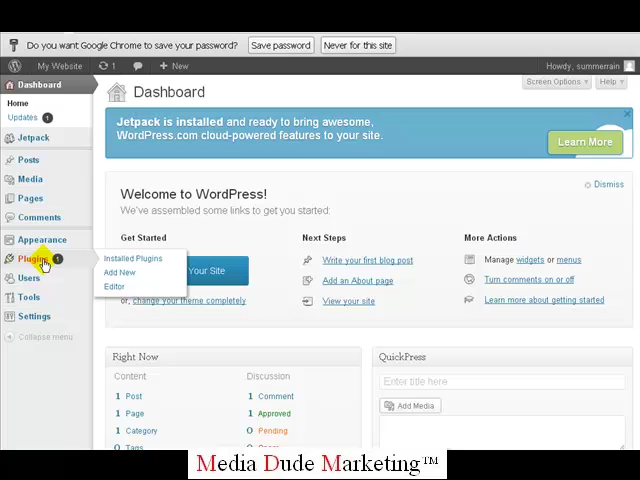 Do you want Google Chrome to save your password? Save password Never for this site
My Website 1 + New Howdy, summerrain
Dashboard
Screen Options Help
Home
Updates 1
Jetpack
Posts
Media
Pages
Comments
Appearance
Plugins 1
Installed Plugins
Add New
Editor
Users
Tools
Settings
Collapse menu
Dashboard
Jetpack is installed and ready to bring awesome,
WordPress.com cloud-powered features to your site.
Learn More
Welcome to WordPress!
Dismiss
We've assembled some links to get you started:
Get Started
Your Site
or, change your theme completely
Next Steps
Write your first blog post
Add an About page
View your site
More Actions
Manage widgets or menus
Turn comments on or off
Learn more about getting started
Right Now
Content Discussion
1 Post 1 Comment
1 Page 1 Approved
1 Category 0 Pending
0 Tags 0 Spam
QuickPress
Enter title here
Add Media
Media Dude Marketing™